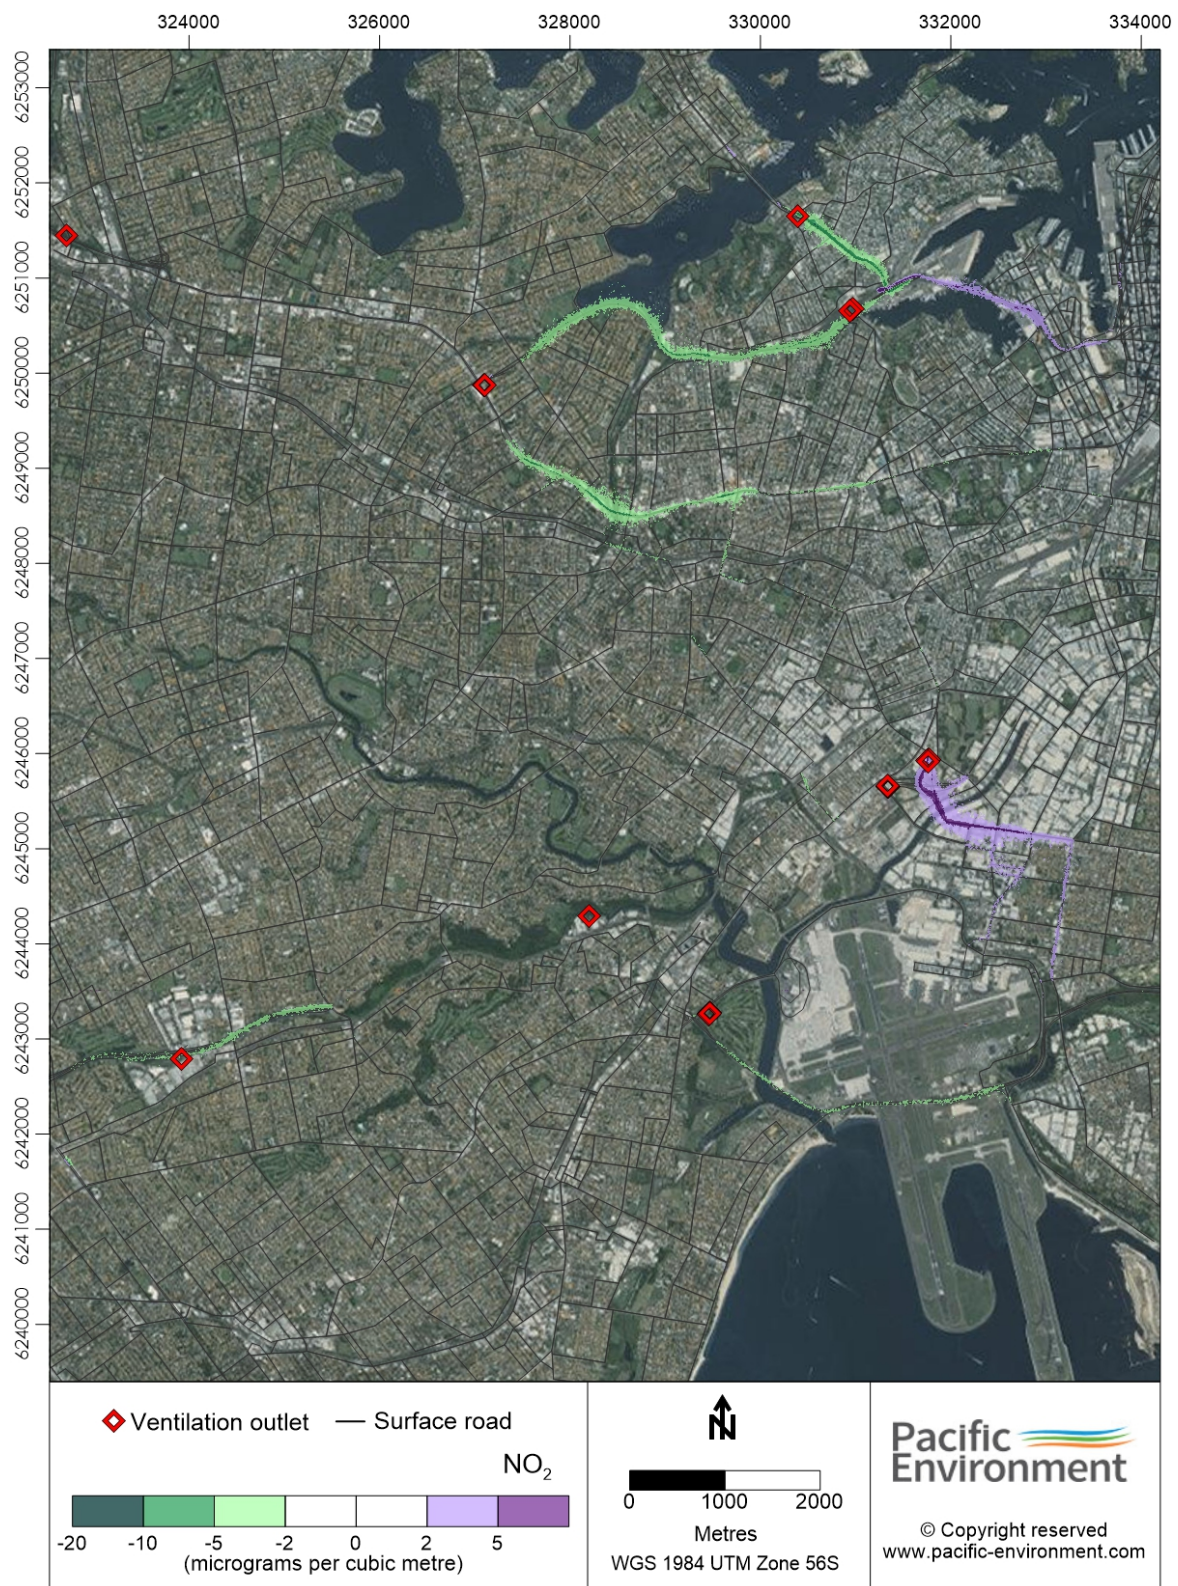 324000 326000 328000 330000 332000 334000
6253000
6252000
6251000
6250000
6249000
6248000
6247000
6246000
6245000
6244000
6243000
6242000
6241000
6240000
Ventilation outlet Surface road
NO2
-20 -10 -5 -2 0 2 5
(micrograms per cubic metre)
N
0 1000 2000
Metres
WGS 1984 UTM Zone 56S
Pacific
Environment
© Copyright reserved
www.pacific-environment.com